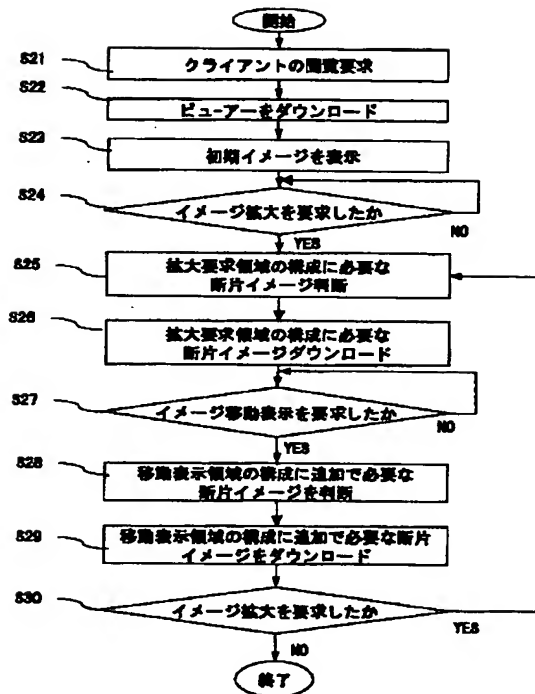 開始
S21
クライアントの閲覧要求
S22
ビューアーをダウンロード
S23
初期イメージを表示
S24
イメージ拡大を要求したか
NO
YES
S25
拡大要求領域の構成に必要な
断片イメージ判断
S26
拡大要求領域の構成に必要な
断片イメージダウンロード
S27
イメージ移動表示を要求したか
NO
YES
S28
移動表示領域の構成に追加で必要な
断片イメージを判断
S29
移動表示領域の構成に追加で必要な断片
イメージをダウンロード
S30
イメージ拡大を要求したか
YES
NO
終了